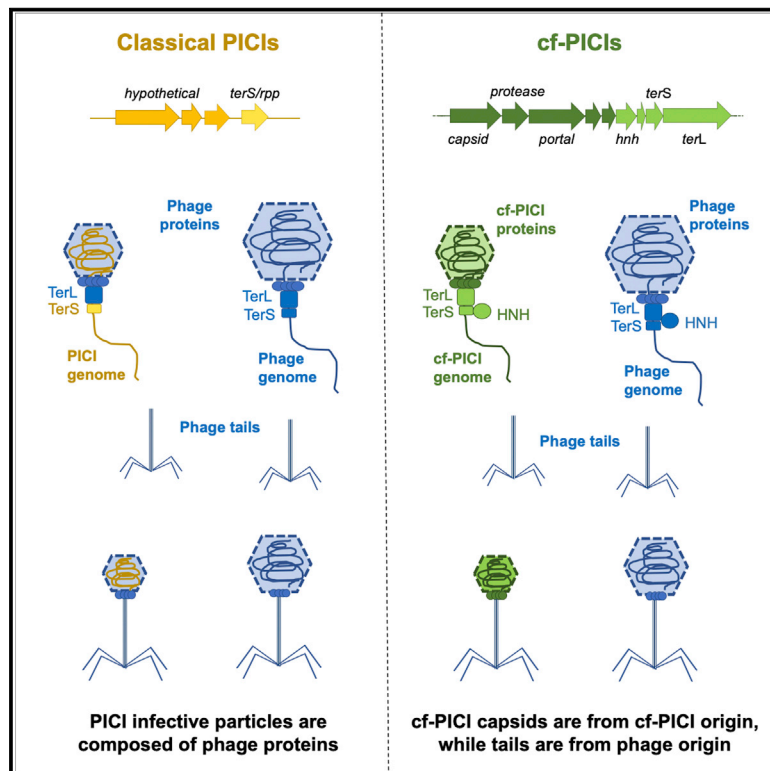 Classical PICIs
hypothetical
terS/rpp
Phage
proteins
TerL
TerS
PICI
genome
TerL
TerS
Phage
genome
Phage tails
PICI infective particles are
composed of phage proteins
cf-PICIs
protease
terS
capsid
portal
hnh
terL
cf-PICI
proteins
Phage
proteins
TerL
TerS
HNH
cf-PICI
genome
TerL
TerS
HNH
Phage
genome
Phage tails
cf-PICI capsids are from cf-PICI origin,
while tails are from phage origin